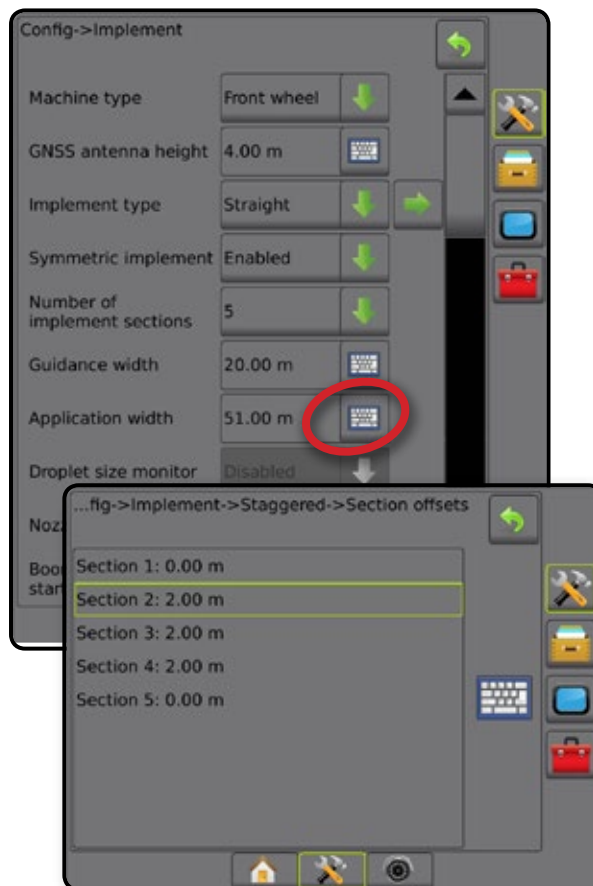 Config->Implement
Machine type Front wheel
GNSS antenna height 4.00 m
Implement type Straight
Symmetric implement Enabled
Number of
implement sections 5
Guidance width 20.00 m
Application width 51.00 m
Droplet size monitor Disabled
...fig->Implement->Staggered->Section offsets
Section 1: 0.00 m
Section 2: 2.00 m
Section 3: 2.00 m
Section 4: 2.00 m
Section 5: 0.00 m